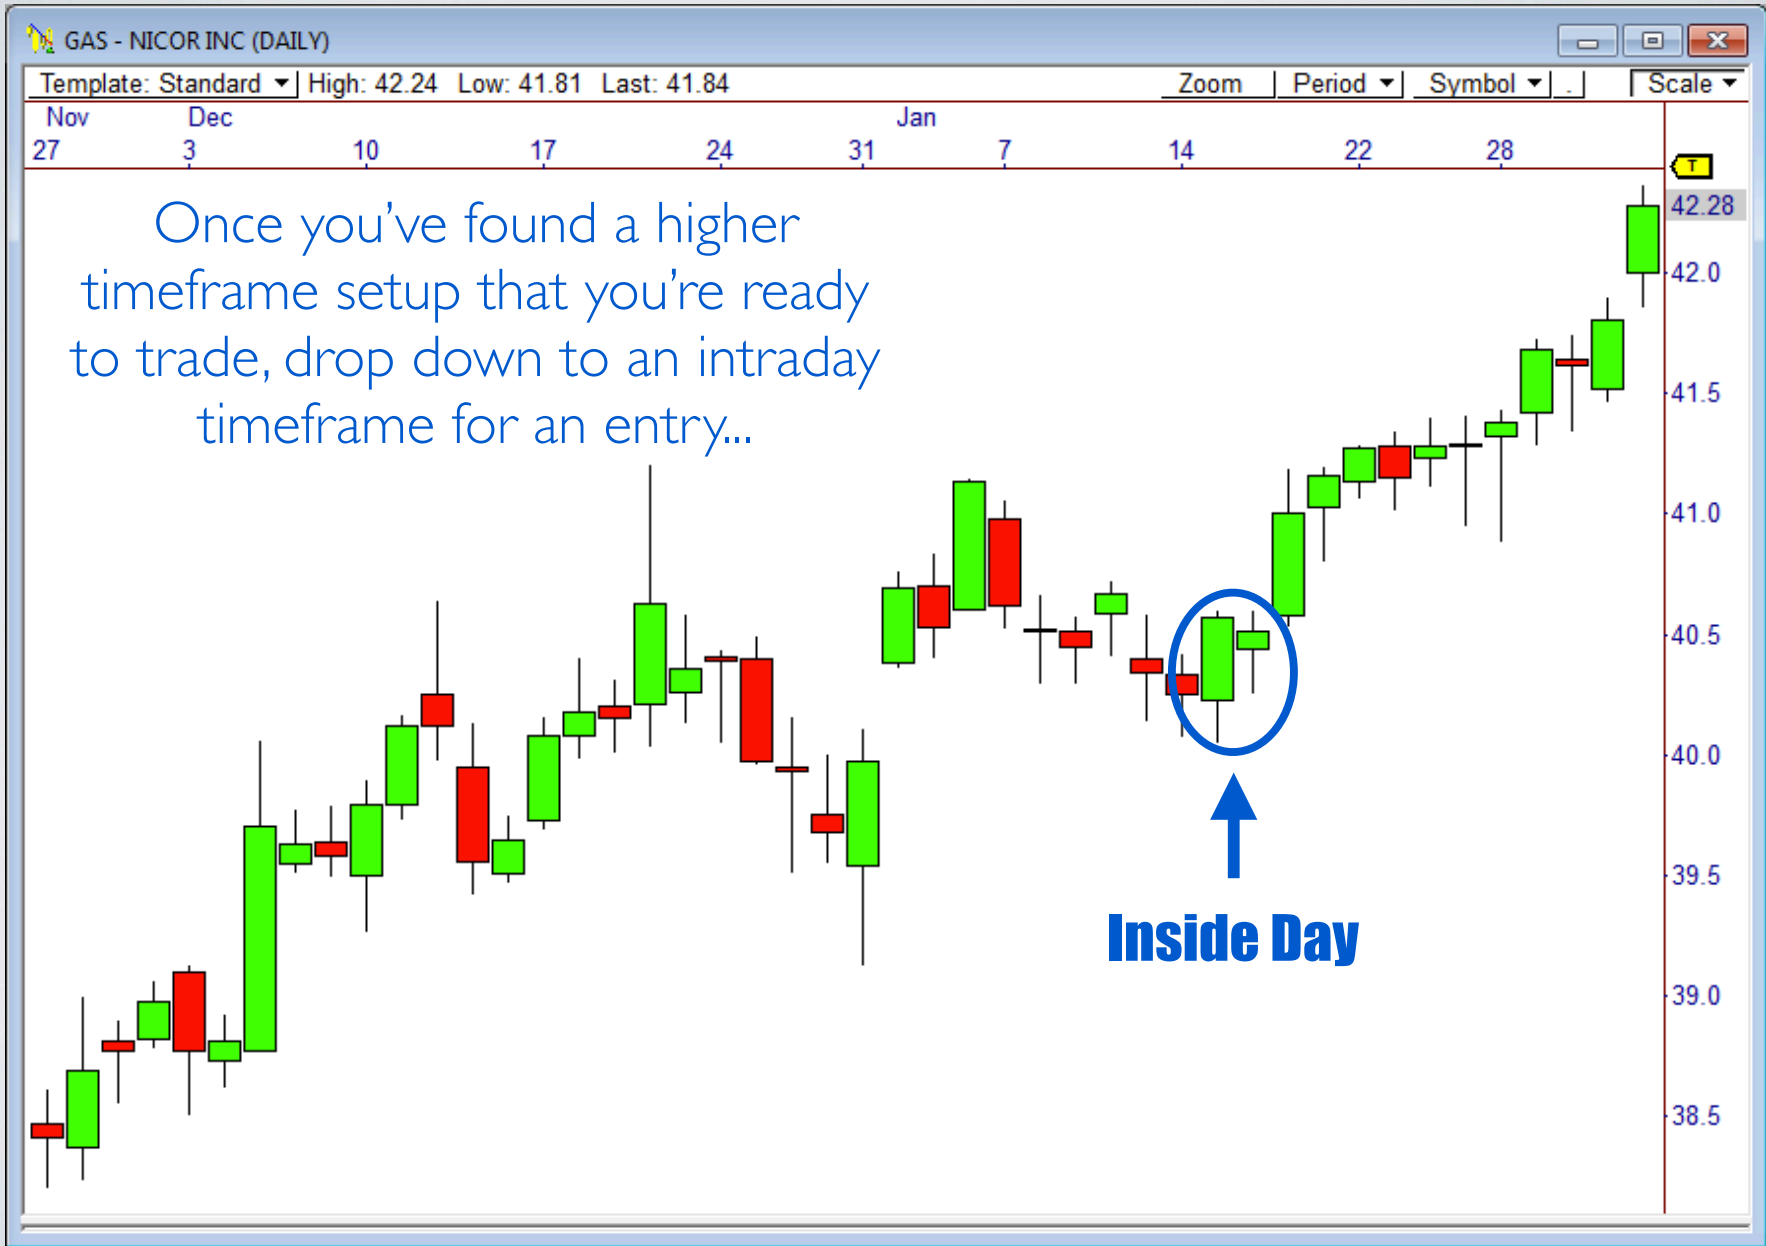 GAS - NICOR INC (DAILY)
Template: Standard High: 42.24 Low: 41.81 Last: 41.84 Zoom Period Symbol . Scale
Nov Dec Jan
27 3 10 17 24 31 7 14 22 28
T
42.28
Once you've found a higher
timeframe setup that you're ready
to trade, drop down to an intraday
timeframe for an entry...
42.0
41.5
41.0
40.5
40.0
39.5
39.0
38.5
Inside Day